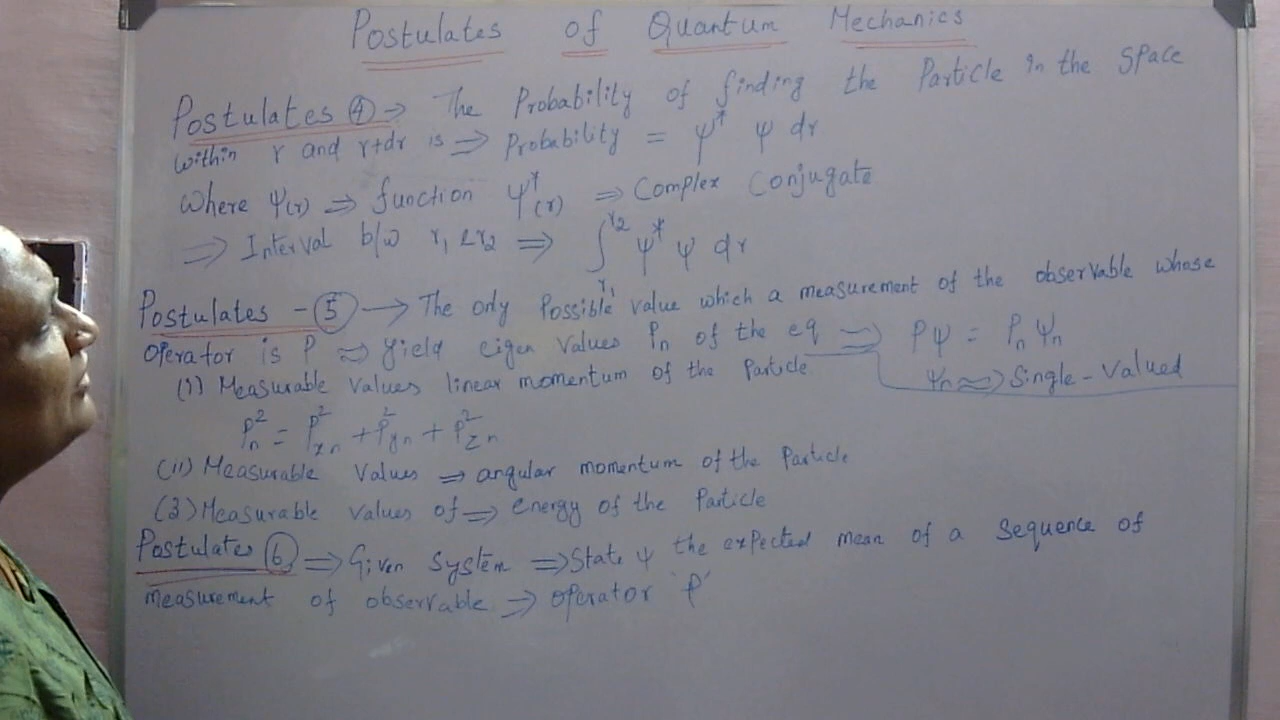 Postulates of Quantum Mechanics
Postulates ④ → The Probability of finding the Particle in the space
within r and r+dr is ⇒ Probability = ψ* ψ dr
Where ψ(r) ⇒ function ψ*(r) ⇒ Complex Conjugate
⇒ Interval b/w r₁ & r₂ ⇒ ∫r₁^r₂ ψ* ψ dr
Postulates - ⑤ → The only Possible value which a measurement of the observable whose
operator is P ⇒ yield eigen values Pn of the eq ⇒ Pψ = Pn ψn
ψn ⇒ Single-valued
(1) Measurable values linear momentum of the Particle
P²n = P²xn + P²yn + P²zn
(11) Measurable Values ⇒ angular momentum of the Particle
(3) Measurable values of ⇒ energy of the Particle
Postulates ⑥ ⇒ Given system ⇒ State ψ the expected mean of a sequence of
measurement of observable ⇒ operator 'P'